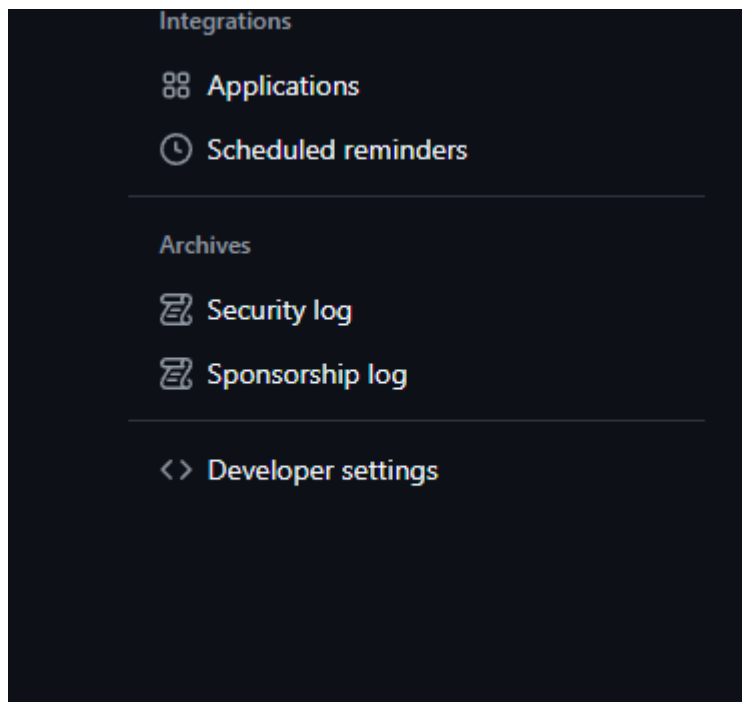 Integrations
Applications
Scheduled reminders
Archives
Security log
Sponsorship log
Developer settings